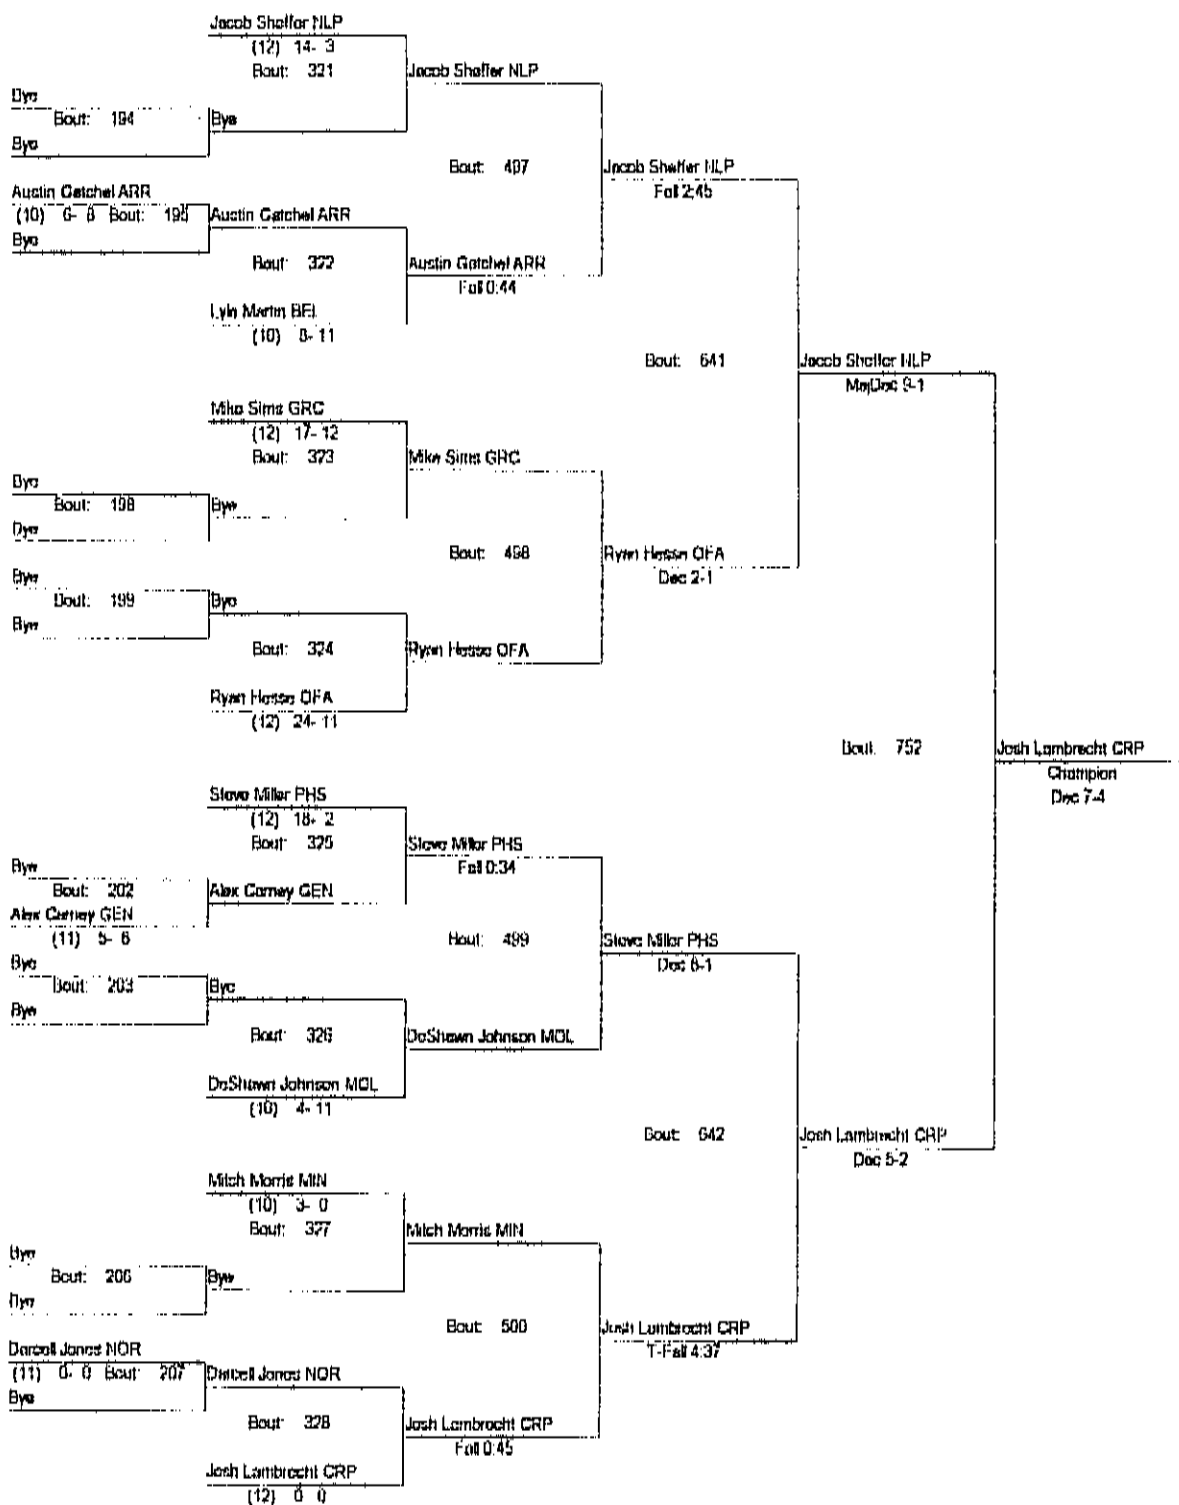 Jacob Sheffer NLP
(12) 14- 3
Bout: 321
Jacob Sheffer NLP
Bye
Bout: 194
Bye
Bye
Bout: 497
Jacob Sheffer NLP
Fall 2:45
Austin Gatchel ARR
(10) 6- 8 Bout: 195
Austin Gatchel ARR
Bye
Bout: 322
Austin Gatchel ARR
Fall 0:44
Lyle Martin BEL
(10) 8- 11
Bout: 641
Jacob Sheffer NLP
MajDec 9-1
Mike Sims GRC
(12) 17- 12
Bout: 323
Mike Sims GRC
Bye
Bout: 198
Bye
Bye
Bout: 498
Ryan Hesse OFA
Dec 2-1
Bye
Bout: 199
Bye
Bye
Bout: 324
Ryan Hesse OFA
Ryan Hesse OFA
(12) 24- 11
Bout: 752
Josh Lambrecht CRP
Champion
Dec 7-4
Steve Miller PHS
(12) 18- 2
Bout: 325
Steve Miller PHS
Fall 0:34
Bye
Bout: 202
Alex Carney GEN
Alex Carney GEN
(11) 5- 6
Bout: 499
Steve Miller PHS
Dec 6-1
Bye
Bout: 203
Bye
Bye
Bout: 326
DeShawn Johnson MOL
DeShawn Johnson MOL
(10) 4- 11
Bout: 642
Josh Lambrecht CRP
Dec 5-2
Mitch Morris MIN
(10) 3- 0
Bout: 327
Mitch Morris MIN
Bye
Bout: 206
Bye
Bye
Bout: 500
Josh Lambrecht CRP
T-Fall 4:37
Darcell Jones NOR
(11) 0- 0 Bout: 207
Darcell Jones NOR
Bye
Bout: 328
Josh Lambrecht CRP
Fall 0:45
Josh Lambrecht CRP
(12) 0 0